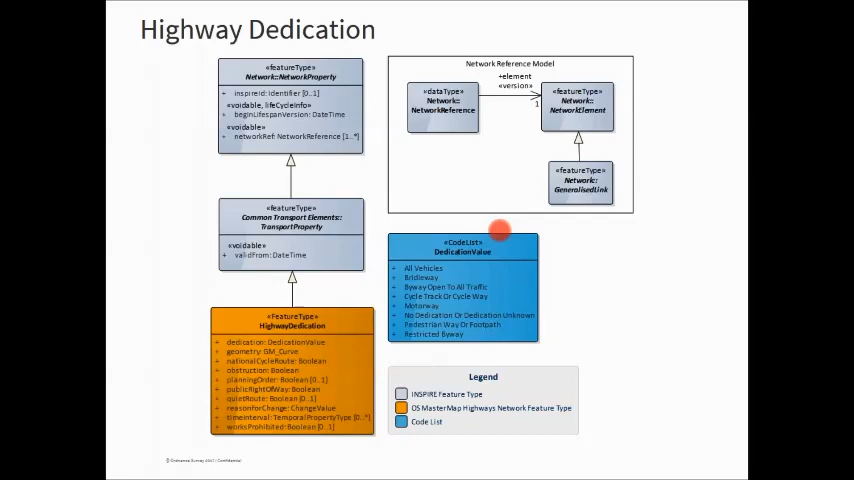 Highway Dedication
«featureType»
Network::NetworkProperty
+ inspireId: Identifier [0..1]
«voidable, lifeCycleInfo»
+ beginLifespanVersion: DateTime
«voidable»
+ networkRef: NetworkReference [1..*]
«featureType»
Common Transport Elements::
TransportProperty
«voidable»
+ validFrom: DateTime
«FeatureType»
HighwayDedication
+ dedication: DedicationValue
+ geometry: GM_Curve
+ nationalCycleRoute: Boolean
+ obstruction: Boolean
+ planningOrder: Boolean [0..1]
+ publicRightOfWay: Boolean
+ quietRoute: Boolean [0..1]
+ reasonforChange: ChangeValue
+ timeInterval: TemporalPropertyType [0..*]
+ worksProhibited: Boolean [0..1]
Network Reference Model
«dataType»
Network::
NetworkReference
+element
«version»
1
«featureType»
Network::
NetworkElement
«featureType»
Network::
GeneralisedLink
«CodeList»
DedicationValue
+ All Vehicles
+ Bridleway
+ Byway Open To All Traffic
+ Cycle Track Or Cycle Way
+ Motorway
+ No Dedication Or Dedication Unknown
+ Pedestrian Way Or Footpath
+ Restricted Byway
Legend
INSPIRE Feature Type
OS MasterMap Highways Network Feature Type
Code List